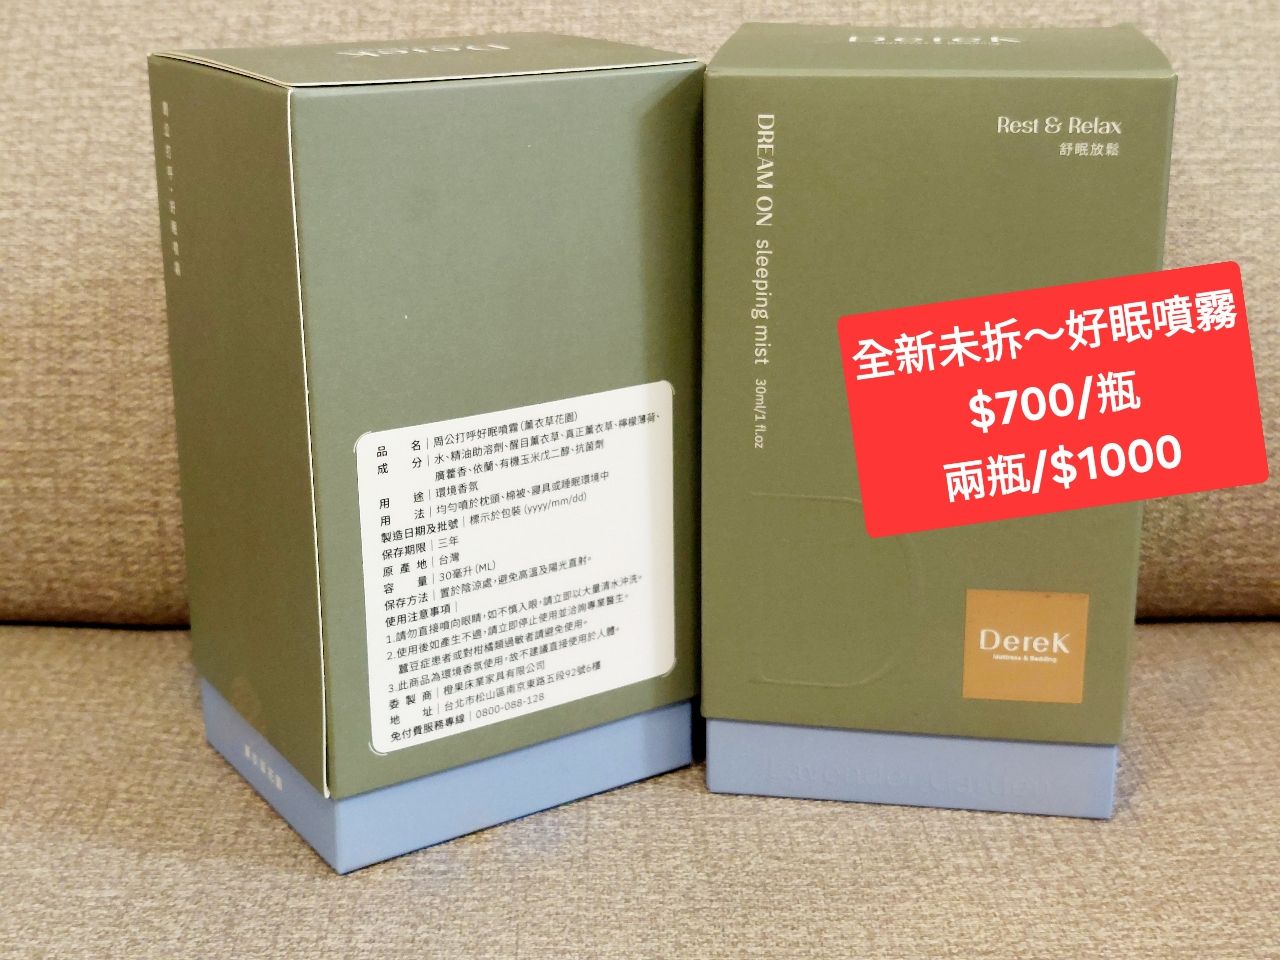 Derek
周公打呼好眠噴霧
品名｜周公打呼好眠噴霧(薰衣草花園)
成分｜水、精油助溶劑、醒目薰衣草、真正薰衣草、檸檬薄荷、
廣藿香、依蘭、有機玉米戊二醇、抗菌劑
用途｜環境香氛
用法｜均勻噴於枕頭、棉被、寢具或睡眠環境中
製造日期及批號｜標示於包裝(yyyy/mm/dd)
保存期限｜三年
原產地｜台灣
容量｜30毫升(ML)
保存方法｜置於陰涼處，避免高溫及陽光直射。
使用注意事項｜
1.請勿直接噴向眼睛，如不慎入眼，請立即以大量清水沖洗。
2.使用後如產生不適，請立即停止使用並洽詢專業醫生。
蠶豆症患者或對柑橘類過敏者請避免使用。
3.此商品為環境香氛使用，故不建議直接使用於人體。
委製商｜橙果床業家具有限公司
地址｜台北市松山區南京東路五段92號6樓
免付費服務專線｜0800-088-128
Derek
DREAM ON sleeping mist 30ml/1 fl.oz
Rest & Relax
舒眠放鬆
全新未拆～好眠噴霧
$700/瓶
兩瓶/$1000
DereK
Mattress & Bedding
Lavender Garden